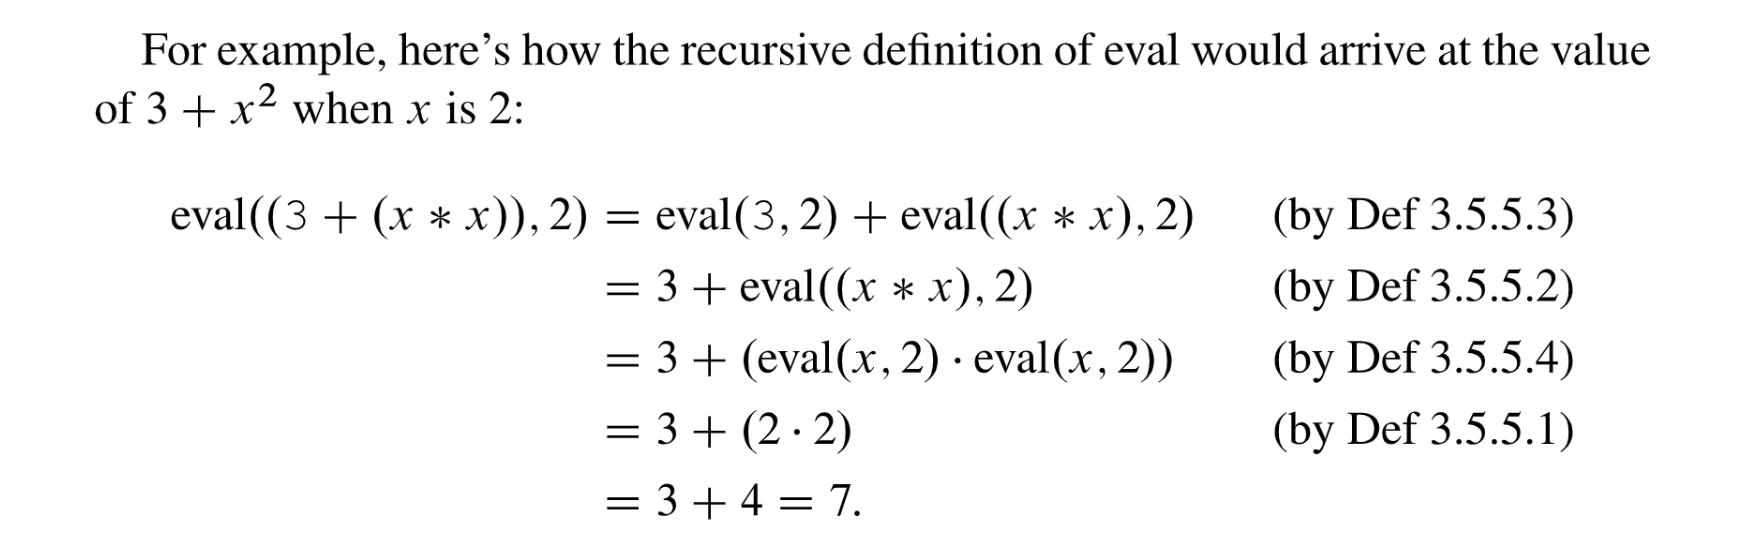 For example, here’s how the recursive definition of eval would arrive at the value
of 3 + x² when x is 2:
eval((3 + (x ∗ x)), 2) = eval(3, 2) + eval((x ∗ x), 2) (by Def 3.5.5.3)
= 3 + eval((x ∗ x), 2) (by Def 3.5.5.2)
= 3 + (eval(x, 2) · eval(x, 2)) (by Def 3.5.5.4)
= 3 + (2 · 2) (by Def 3.5.5.1)
= 3 + 4 = 7.